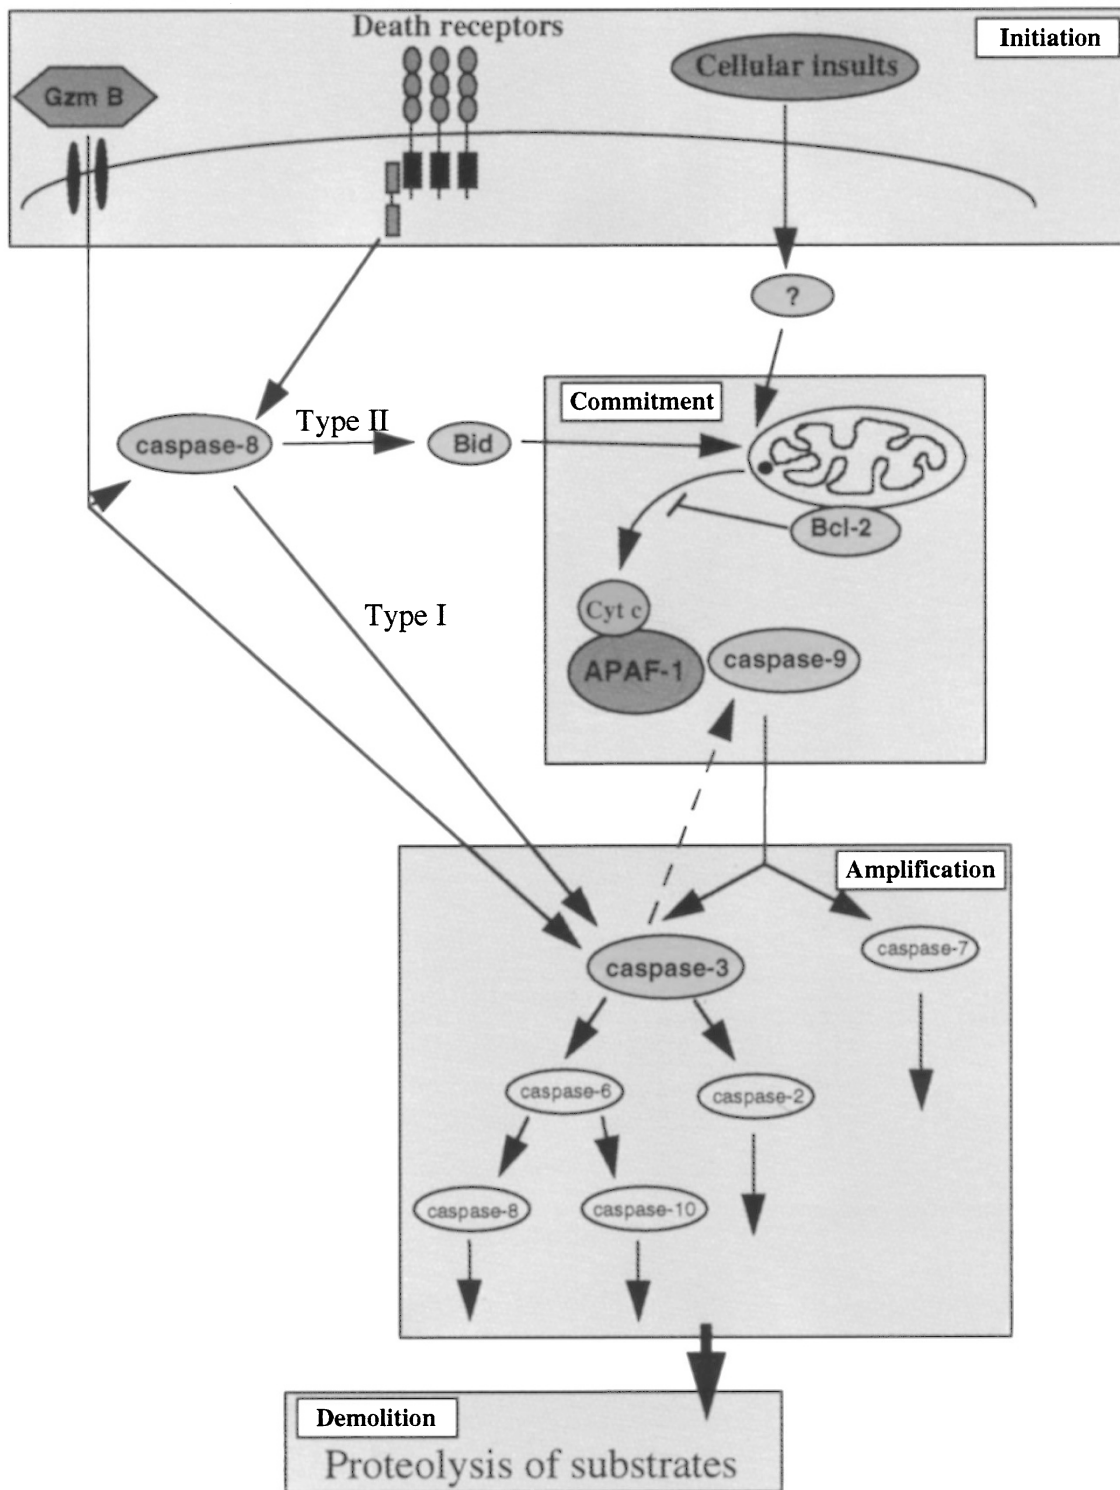 Death receptors
Initiation
Cellular insults
Gzm B
?
Commitment
Type II
caspase-8
Bid
Bcl-2
Cyt c
Type I
APAF-1
caspase-9
Amplification
caspase-7
caspase-3
caspase-6
caspase-2
caspase-8
caspase-10
Demolition
Proteolysis of substrates